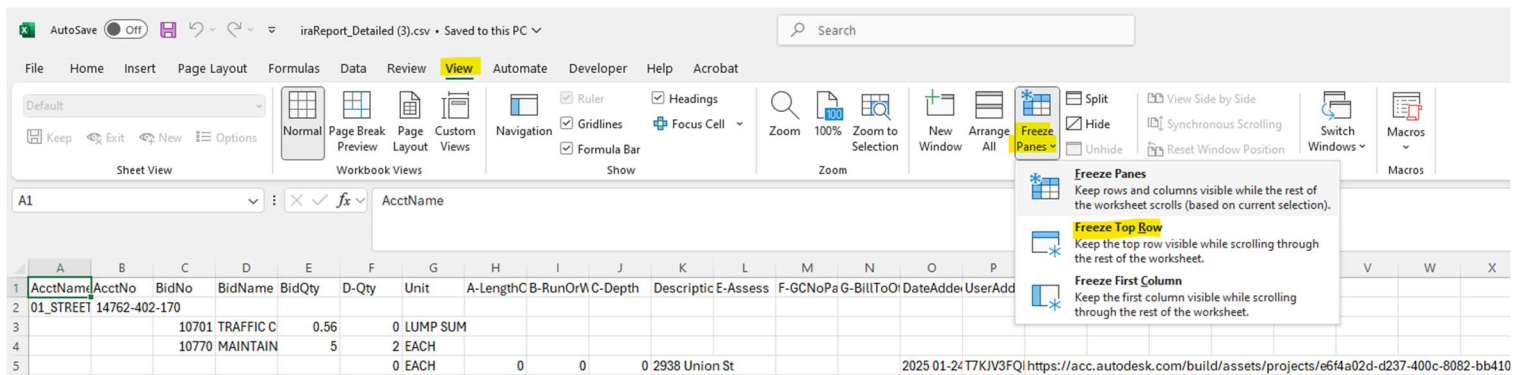 AutoSave Off iraReport_Detailed (3).csv • Saved to this PC Search
File Home Insert Page Layout Formulas Data Review View Automate Developer Help Acrobat
Default
Keep Exit New Options
Sheet View
Normal Page Break Preview Page Layout Custom Views
Workbook Views
Navigation
Ruler
Gridlines
Formula Bar
Headings
Focus Cell
Show
Zoom 100% Zoom to Selection
Zoom
New Window Arrange All Freeze Panes
Split
Hide
Unhide
View Side by Side
Synchronous Scrolling
Reset Window Position
Switch Windows
Macros
Macros
Freeze Panes
Keep rows and columns visible while the rest of
the worksheet scrolls (based on current selection).
Freeze Top Row
Keep the top row visible while scrolling through
the rest of the worksheet.
Freeze First Column
Keep the first column visible while scrolling
through the rest of the worksheet.
A1 fx AcctName
A B C D E F G H I J K L M N O P V W X
1 AcctName AcctNo BidNo BidName BidQty D-Qty Unit A-LengthO B-RunOrW C-Depth Descriptio E-Assess F-GCNoPa G-BillToOt DateAdded UserAdd
2 01_STREET 14762-402-170
3 10701 TRAFFIC C 0.56 0 LUMP SUM
4 10770 MAINTAIN 5 2 EACH
5 0 EACH 0 0 0 2938 Union St 2025 01-24 T7KJV3FQ https://acc.autodesk.com/build/assets/projects/e6f4a02d-d237-400c-8082-bb410